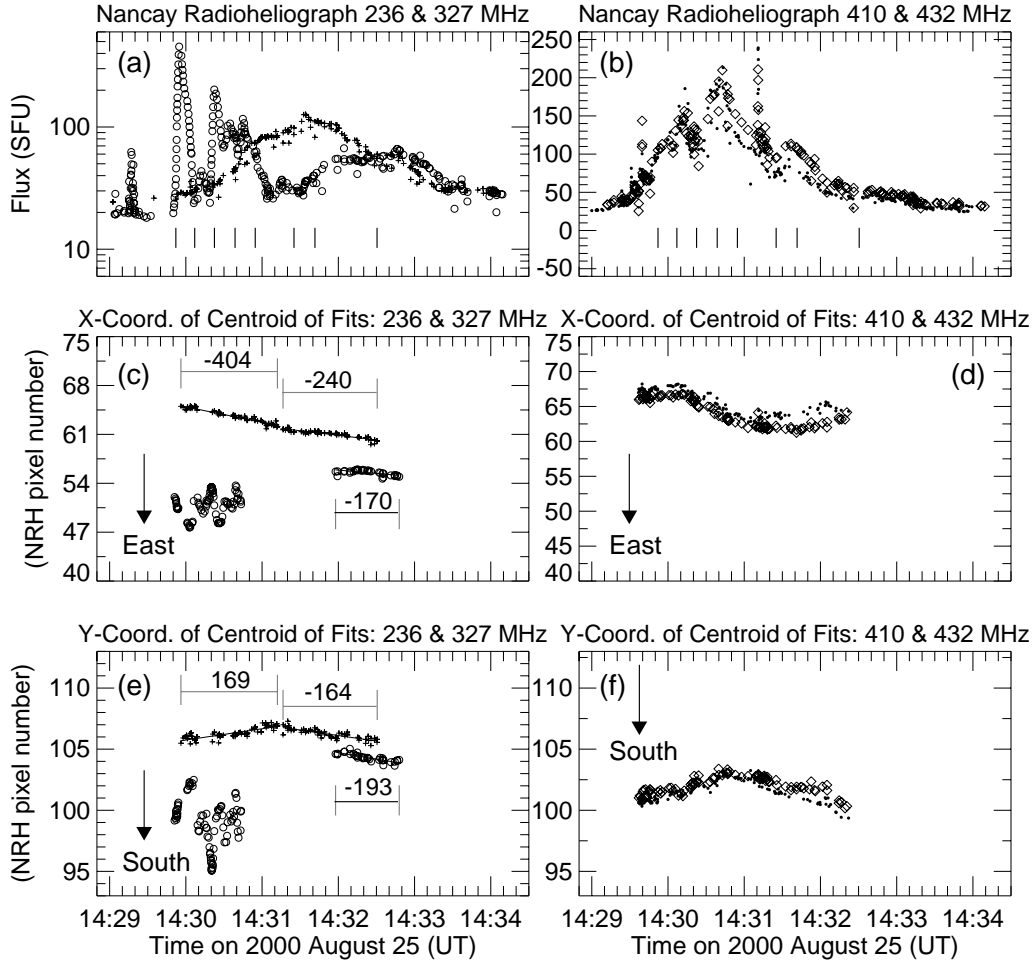 Nancay Radioheliograph 236 & 327 MHz
Nancay Radioheliograph 410 & 432 MHz
(a)
Flux (SFU)
100
10
(b)
250
200
150
100
50
0
-50
X-Coord. of Centroid of Fits: 236 & 327 MHz
X-Coord. of Centroid of Fits: 410 & 432 MHz
(c)
(NRH pixel number)
75
68
61
54
47
40
-404
-240
-170
East
(d)
75
70
65
60
55
50
45
40
East
Y-Coord. of Centroid of Fits: 236 & 327 MHz
Y-Coord. of Centroid of Fits: 410 & 432 MHz
(e)
(NRH pixel number)
110
105
100
95
169
-164
-193
South
(f)
110
105
100
95
South
14:29 14:30 14:31 14:32 14:33 14:34
Time on 2000 August 25 (UT)
14:29 14:30 14:31 14:32 14:33 14:34
Time on 2000 August 25 (UT)